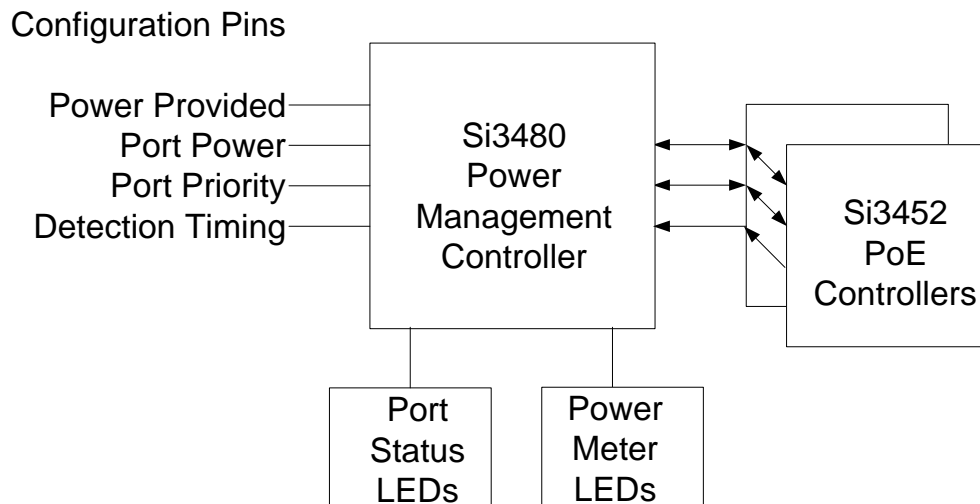 Configuration Pins
Power Provided
Port Power
Port Priority
Detection Timing
Si3480
Power
Management
Controller
Si3452
PoE
Controllers
Port
Status
LEDs
Power
Meter
LEDs